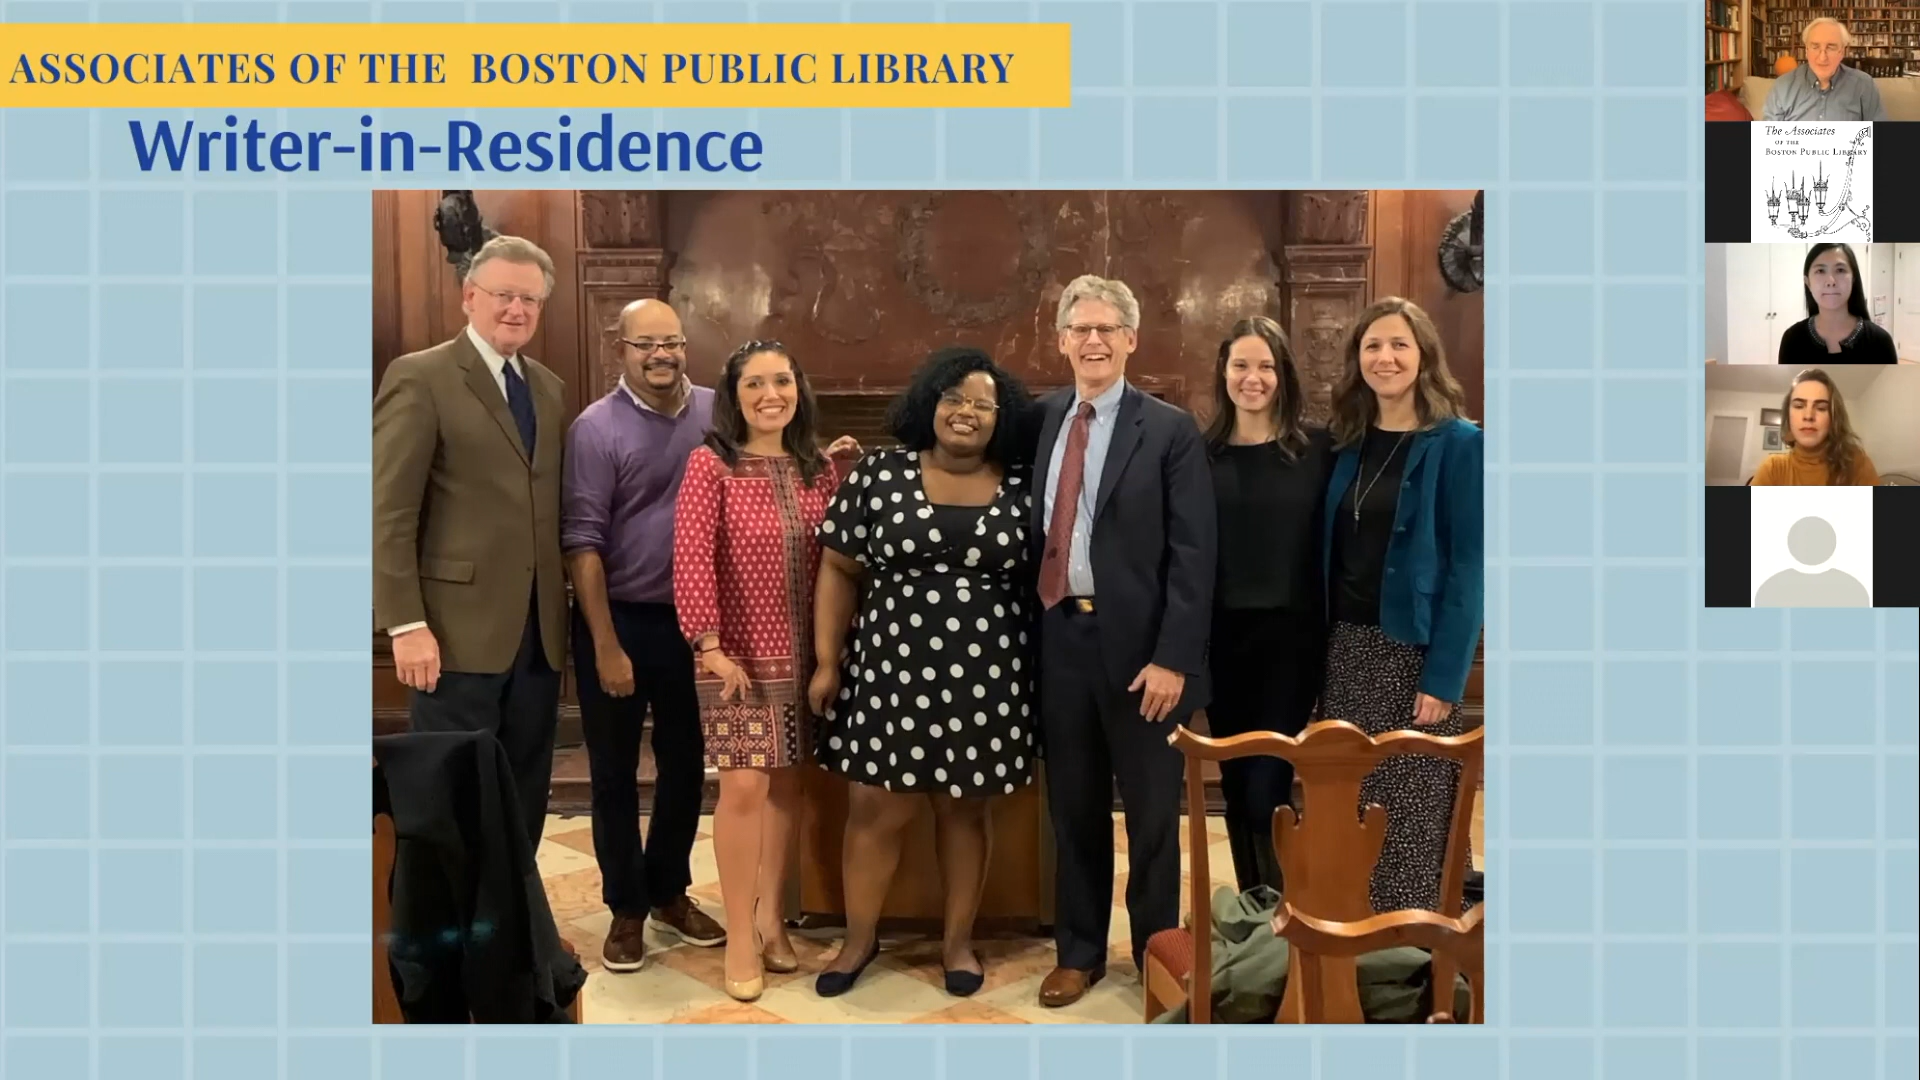 ASSOCIATES OF THE BOSTON PUBLIC LIBRARY
Writer-in-Residence
The Associates
OF THE
BOSTON PUBLIC LIBRARY